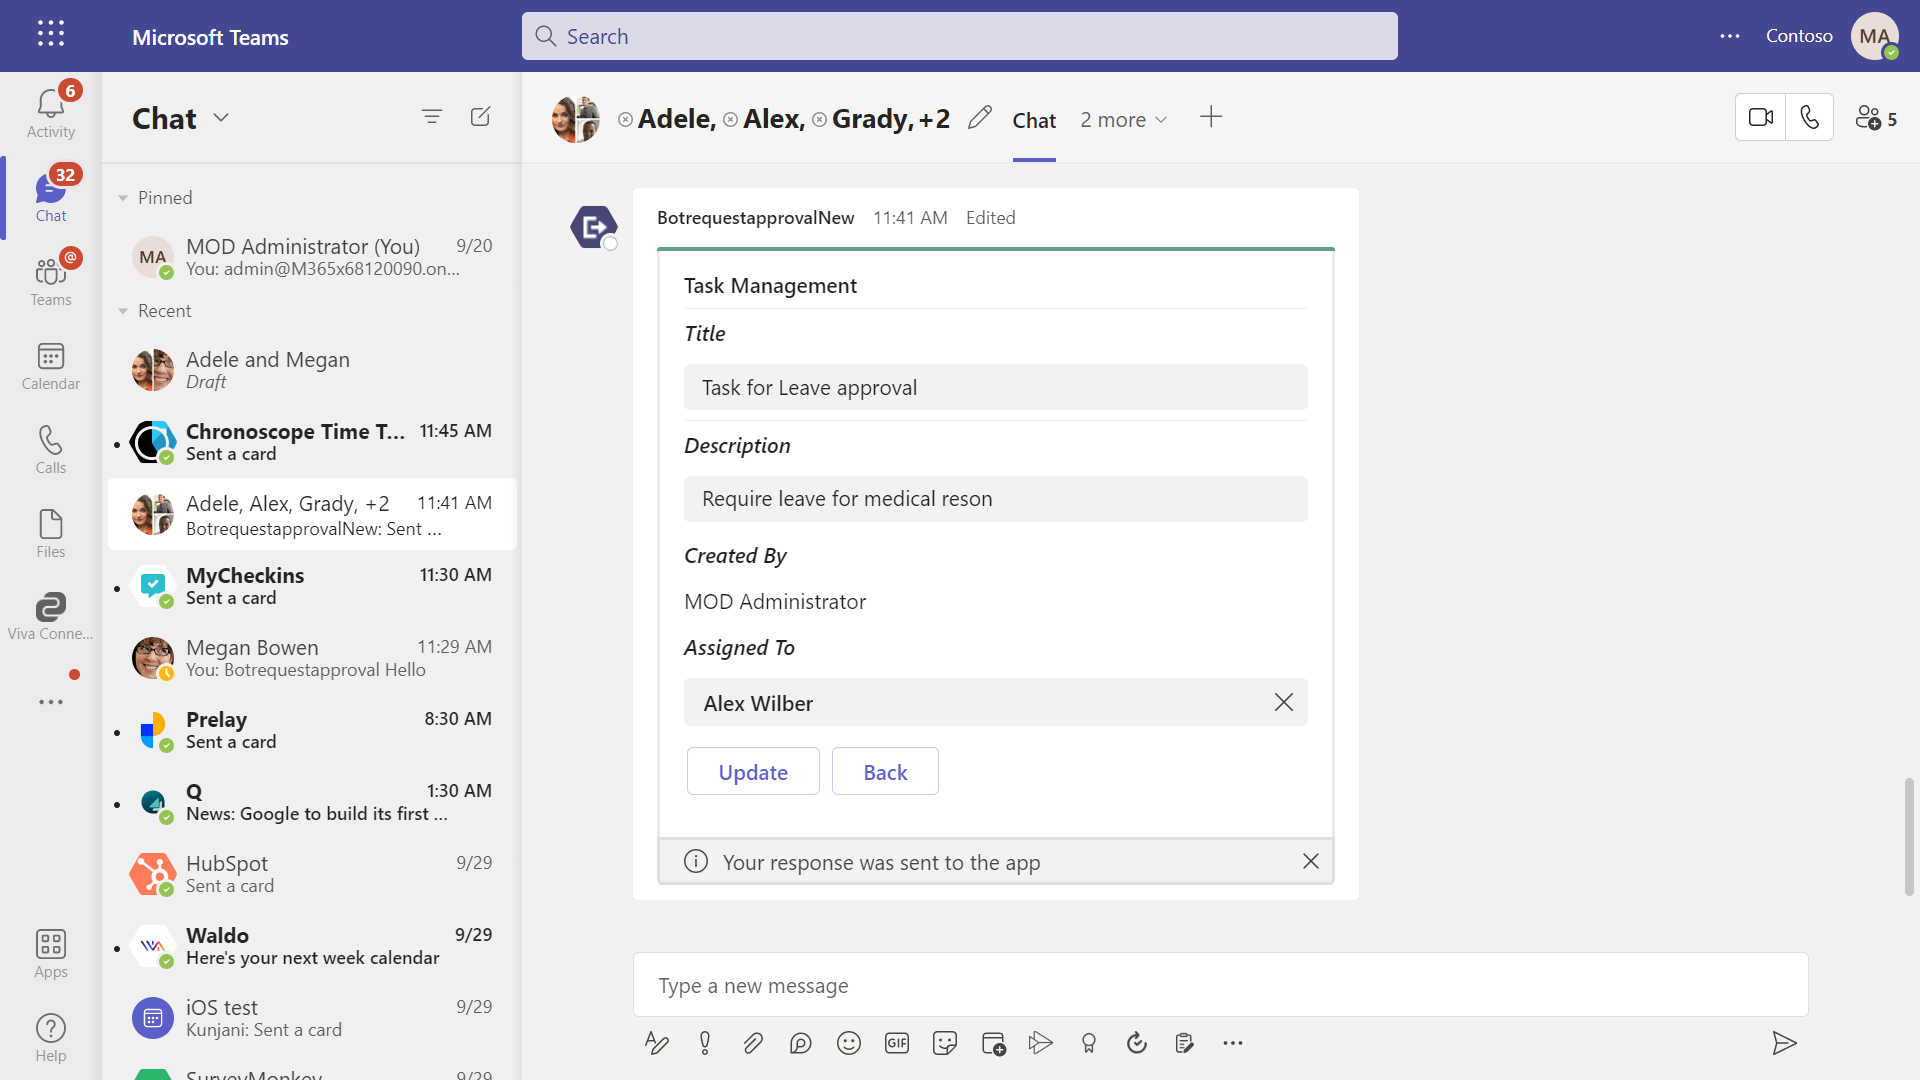 Microsoft Teams
Search
Contoso
MA
6
Activity
32
Chat
@
Teams
Calendar
Calls
Files
Viva Conne...
Apps
Help
Chat
Pinned
MA
MOD Administrator (You) 9/20
You: admin@M365x68120090.on...
Recent
Adele and Megan
Draft
Chronoscope Time T... 11:45 AM
Sent a card
Adele, Alex, Grady, +2 11:41 AM
BotrequestapprovalNew: Sent ...
MyCheckins 11:30 AM
Sent a card
Megan Bowen 11:29 AM
You: Botrequestapproval Hello
Prelay 8:30 AM
Sent a card
Q 1:30 AM
News: Google to build its first ...
HubSpot 9/29
Sent a card
Waldo 9/29
Here's your next week calendar
iOS test 9/29
Kunjani: Sent a card
SurveyMonkey 9/29
Adele, Alex, Grady, +2
Chat
2 more
5
BotrequestapprovalNew 11:41 AM Edited
Task Management
Title
Task for Leave approval
Description
Require leave for medical reson
Created By
MOD Administrator
Assigned To
Alex Wilber
Update
Back
Your response was sent to the app
Type a new message
GIF